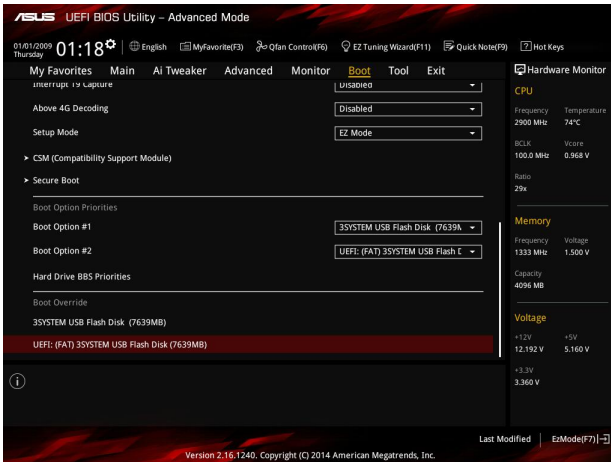 ASUS UEFI BIOS Utility – Advanced Mode
01/01/2009 Thursday 01:18 English MyFavorite(F3) Qfan Control(F6) EZ Tuning Wizard(F11) Quick Note(F9) ? Hot Keys
My Favorites Main Ai Tweaker Advanced Monitor Boot Tool Exit
Interrupt 19 Capture Disabled
Above 4G Decoding Disabled
Setup Mode EZ Mode
> CSM (Compatibility Support Module)
> Secure Boot
Boot Option Priorities
Boot Option #1 3SYSTEM USB Flash Disk (7639M
Boot Option #2 UEFI: (FAT) 3SYSTEM USB Flash D
Hard Drive BBS Priorities
Boot Override
3SYSTEM USB Flash Disk (7639MB)
UEFI: (FAT) 3SYSTEM USB Flash Disk (7639MB)
Hardware Monitor
CPU
Frequency Temperature
2900 MHz 74°C
BCLK Vcore
100.0 MHz 0.968 V
Ratio
29x
Memory
Frequency Voltage
1333 MHz 1.500 V
Capacity
4096 MB
Voltage
+12V +5V
12.192 V 5.160 V
+3.3V
3.360 V
Last Modified EzMode(F7)
Version 2.16.1240. Copyright (C) 2014 American Megatrends, Inc.